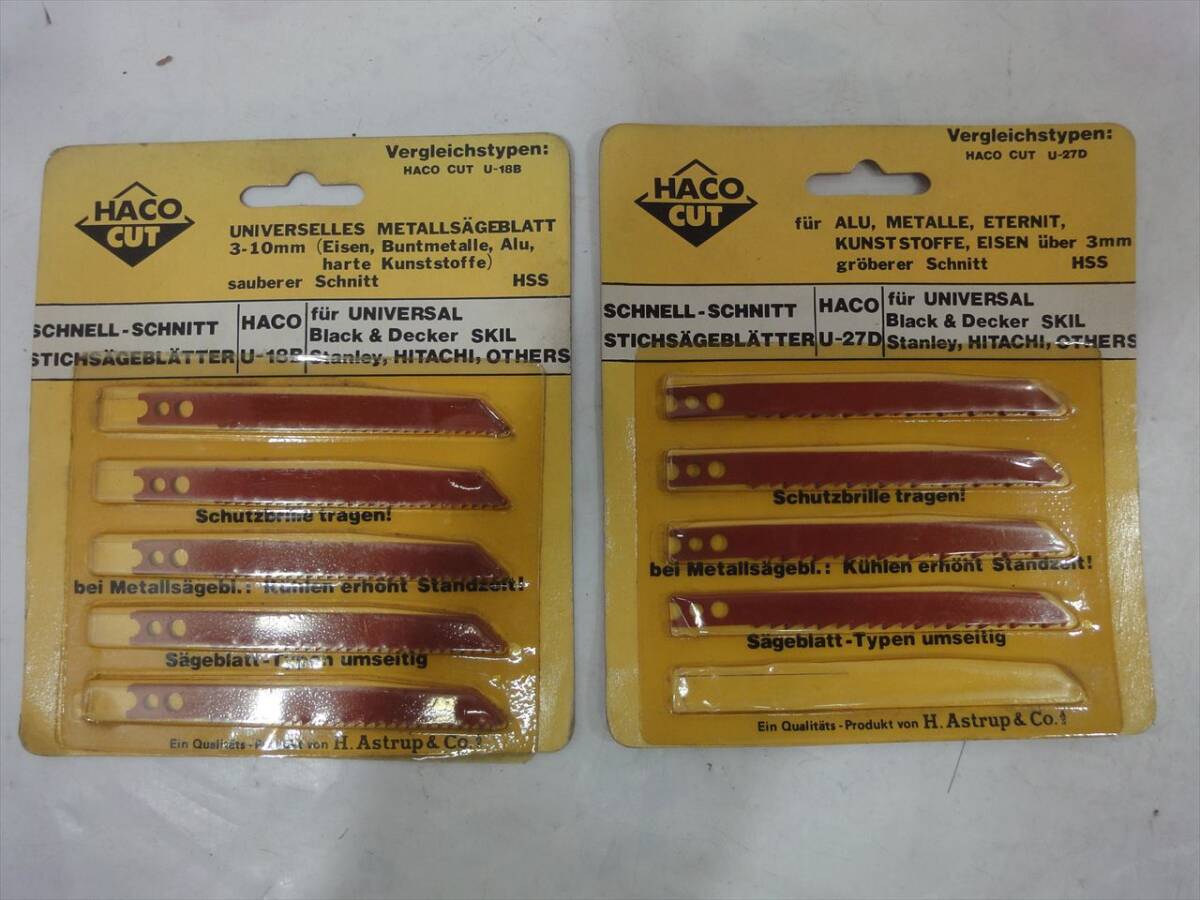 Vergleichstypen:
HACO CUT U-18B
HACO
CUT
UNIVERSELLES METALLSÄGEBLATT
3-10mm (Eisen, Buntmetalle, Alu,
harte Kunststoffe)
sauberer Schnitt HSS
SCHNELL-SCHNITT
STICHSÄGEBLÄTTER
HACO
U-18B
für UNIVERSAL
Black & Decker SKIL
Stanley, HITACHI, OTHERS
Schutzbrille tragen!
bei Metallsägebl.: Kühlen erhöht Standzeit!
Sägeblatt-Typen umseitig
Ein Qualitäts-Produkt von H. Astrup & Co.
Vergleichstypen:
HACO CUT U-27D
HACO
CUT
für ALU, METALLE, ETERNIT,
KUNSTSTOFFE, EISEN über 3mm
gröberer Schnitt HSS
SCHNELL-SCHNITT
STICHSÄGEBLÄTTER
HACO
U-27D
für UNIVERSAL
Black & Decker SKIL
Stanley, HITACHI, OTHERS
Schutzbrille tragen!
bei Metallsägebl.: Kühlen erhöht Standzeit!
Sägeblatt-Typen umseitig
Ein Qualitäts-Produkt von H. Astrup & Co.